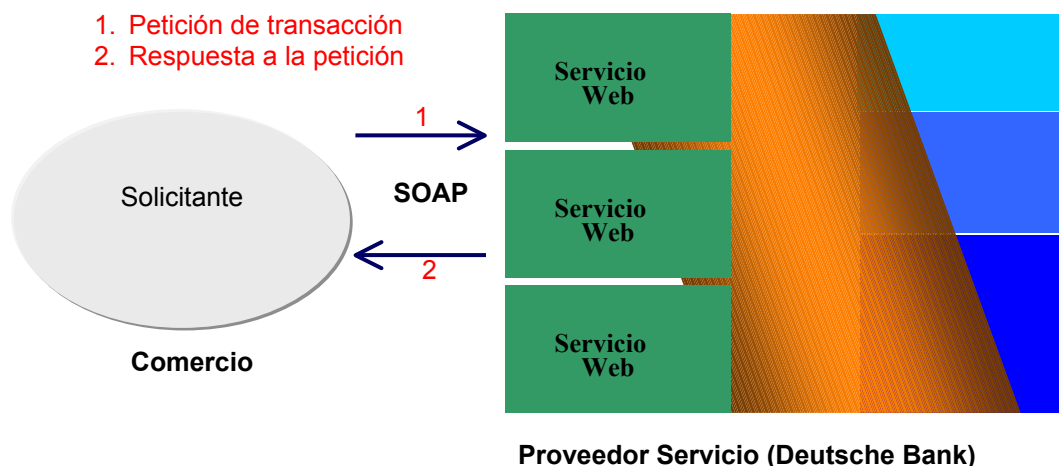 1. Petición de transacción
2. Respuesta a la petición
Solicitante
Comercio
1
SOAP
2
Servicio
Web
Servicio
Web
Servicio
Web
Proveedor Servicio (Deutsche Bank)